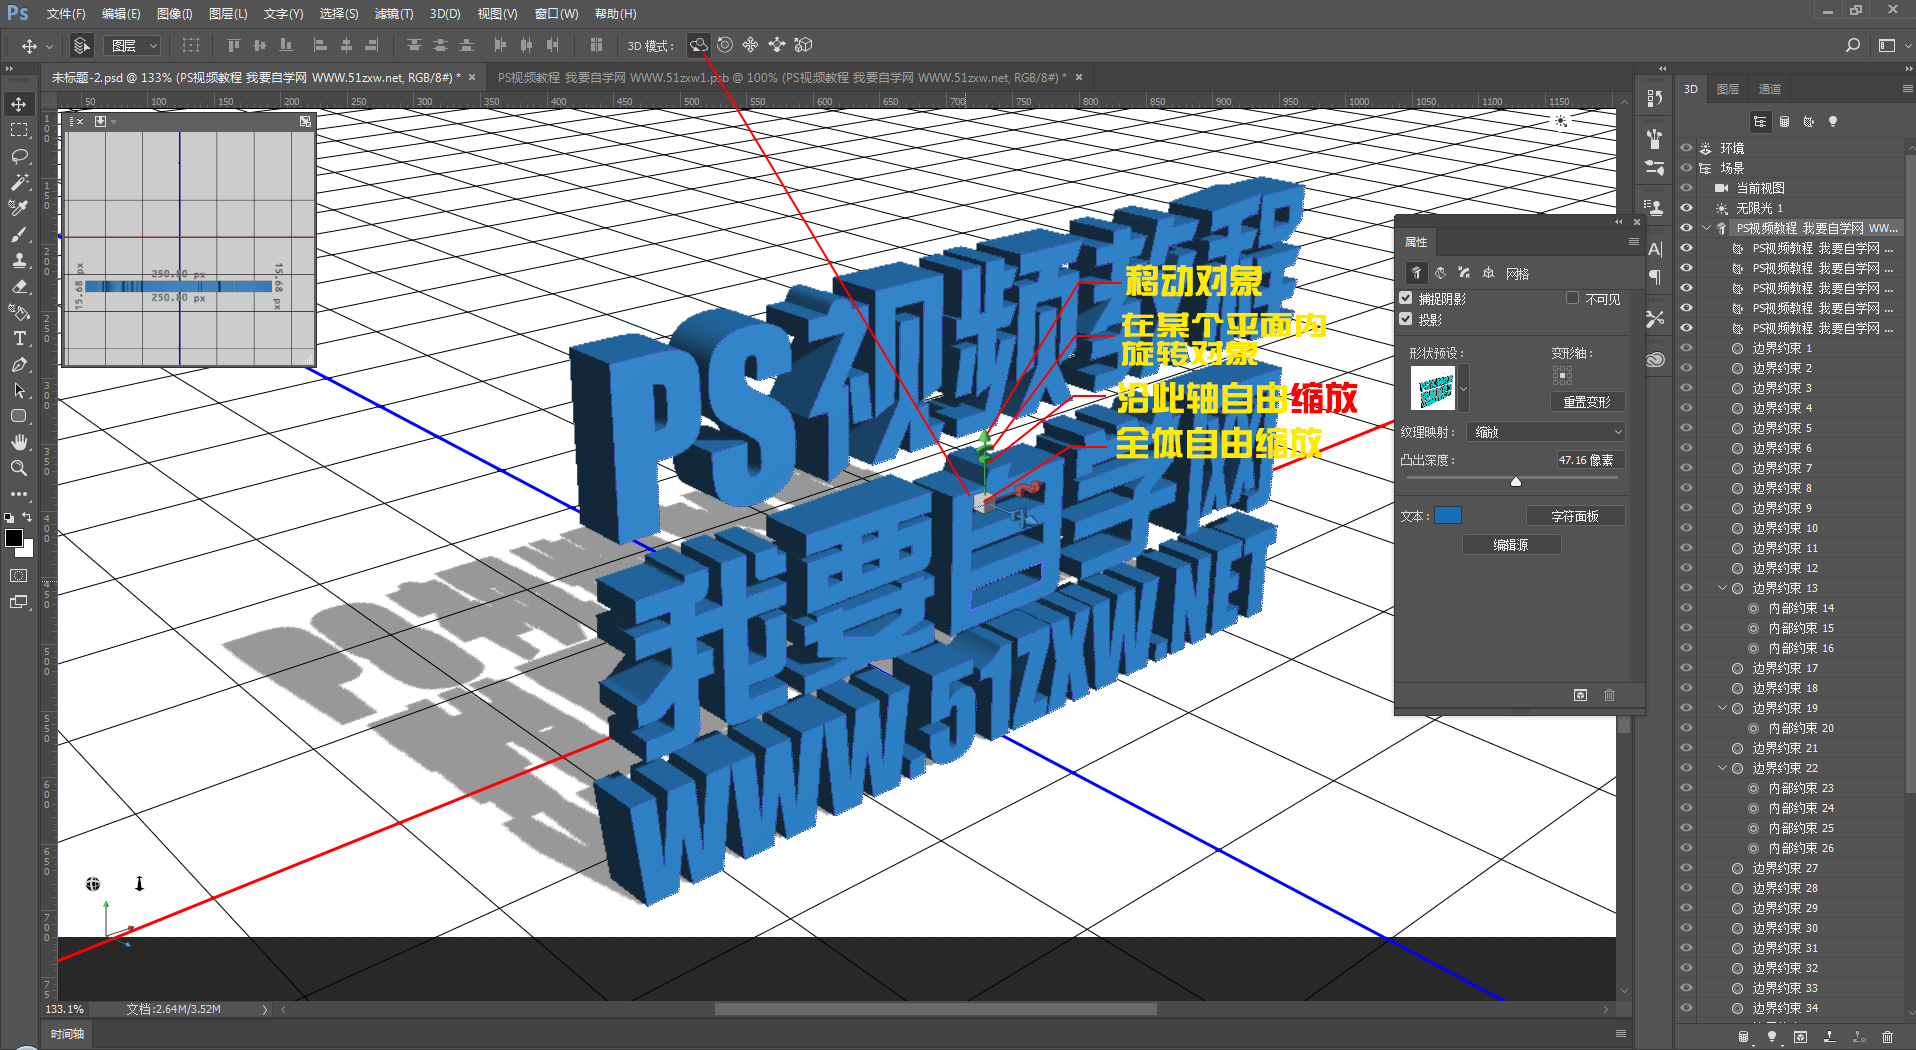 Ps 文件(F) 编辑(E) 图像(I) 图层(L) 文字(Y) 选择(S) 滤镜(T) 3D(D) 视图(V) 窗口(W) 帮助(H)
图层 3D 模式:
未标题-2.psd @ 133% (PS视频教程 我要自学网 WWW.51zxw.net, RGB/8#) * × PS视频教程 我要自学网 WWW.51zxw1.psb @ 100% (PS视频教程 我要自学网 WWW.51zxw.net, RGB/8#) * ×
50 100 150 200 250 300 350 400 450 500 550 600 650 700 750 800 850 900 950 1000 1050 1100 1150
250.80 px
15.68 px
15.68 px
250.80 px
PS视频教程
我要自学网
WWW.51ZXW.NET
移动对象
在某个平面内
旋转对象
沿此轴自由缩放
全体自由缩放
属性
网格
捕捉阴影 不可见
投影
形状预设: 变形轴:
重置变形
纹理映射: 缩放
凸出深度: 47.16 像素
文本: 字符面板
编辑源
3D 图层 通道
环境
场景
当前视图
无限光 1
PS视频教程 我要自学网 WW...
PS视频教程 我要自学网 ...
PS视频教程 我要自学网 ...
PS视频教程 我要自学网 ...
PS视频教程 我要自学网 ...
PS视频教程 我要自学网 ...
边界约束 1
边界约束 2
边界约束 3
边界约束 4
边界约束 5
边界约束 6
边界约束 7
边界约束 8
边界约束 9
边界约束 10
边界约束 11
边界约束 12
边界约束 13
内部约束 14
内部约束 15
内部约束 16
边界约束 17
边界约束 18
边界约束 19
内部约束 20
边界约束 21
边界约束 22
内部约束 23
内部约束 24
内部约束 25
内部约束 26
边界约束 27
边界约束 28
边界约束 29
边界约束 30
边界约束 31
边界约束 32
边界约束 33
边界约束 34
133.1% 文档:2.64M/3.52M
时间轴